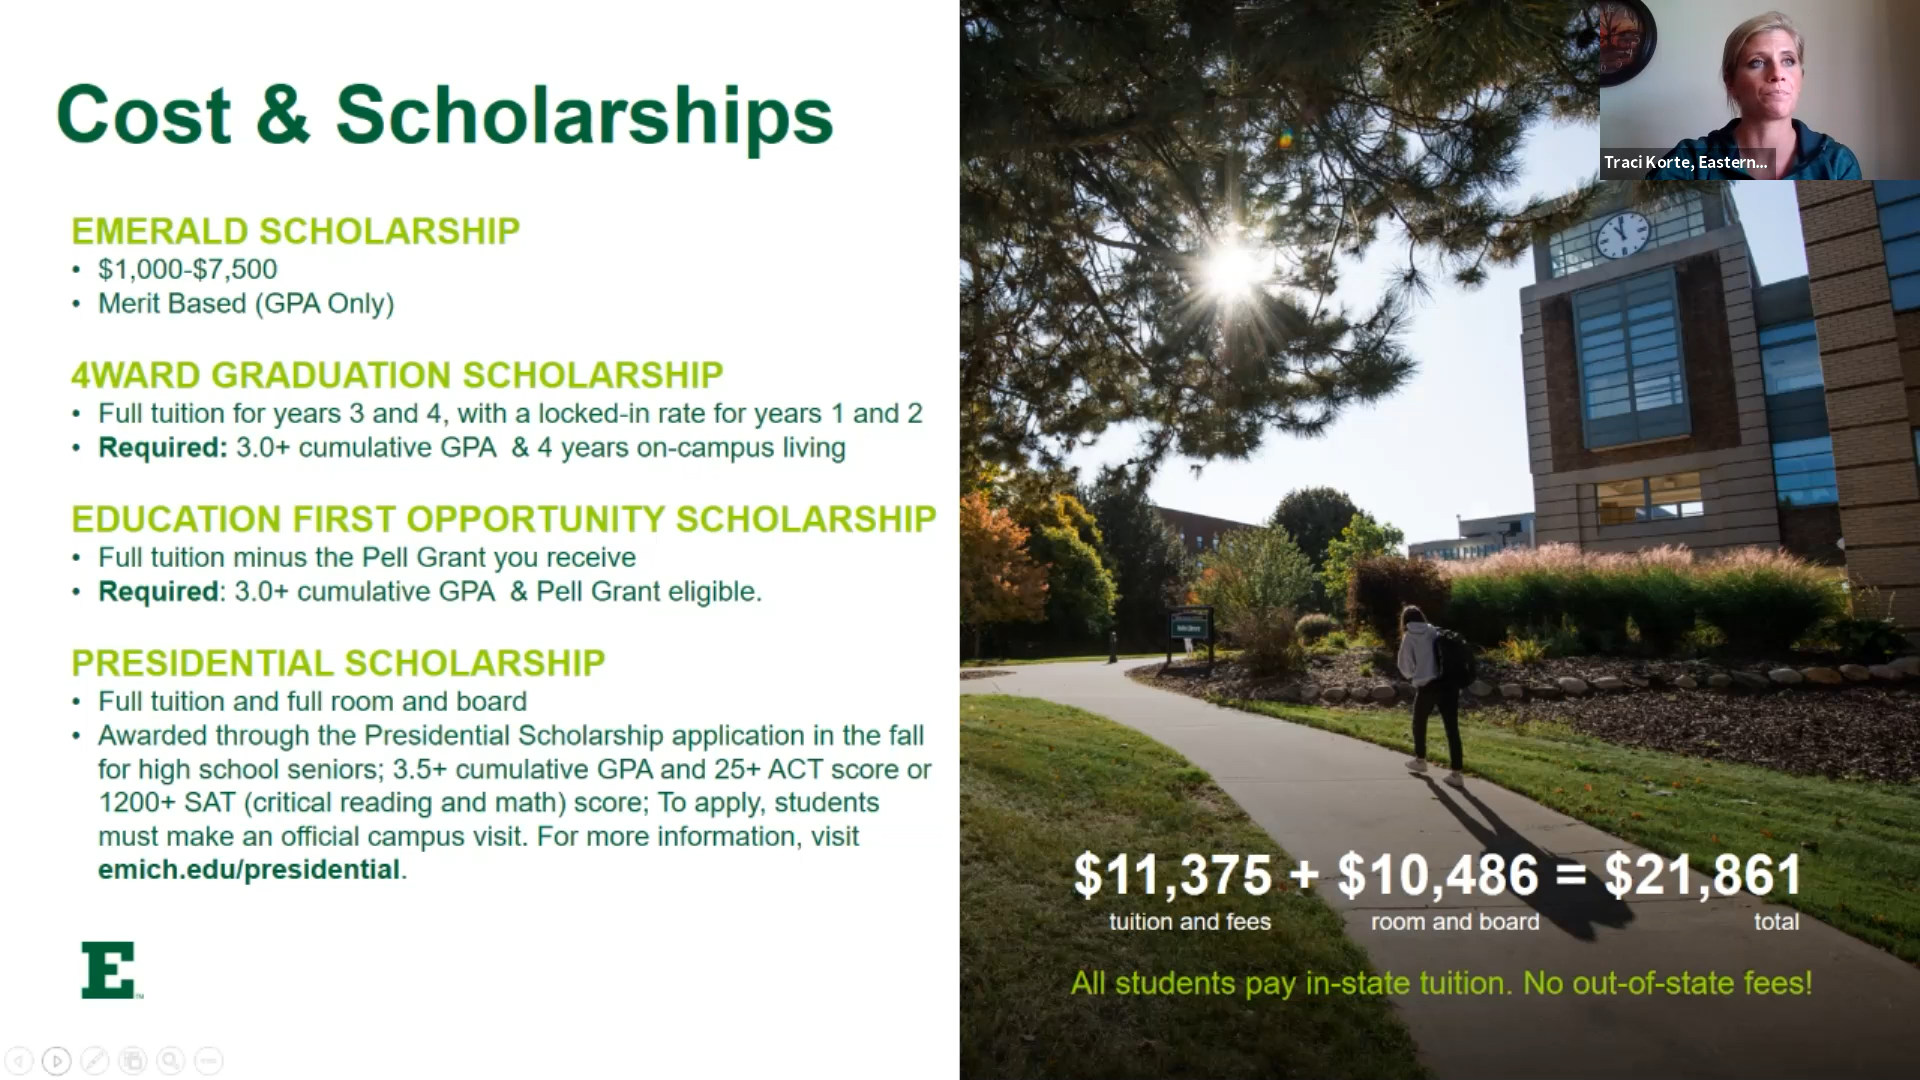 Cost & Scholarships
EMERALD SCHOLARSHIP
• $1,000-$7,500
• Merit Based (GPA Only)
4WARD GRADUATION SCHOLARSHIP
• Full tuition for years 3 and 4, with a locked-in rate for years 1 and 2
• Required: 3.0+ cumulative GPA & 4 years on-campus living
EDUCATION FIRST OPPORTUNITY SCHOLARSHIP
• Full tuition minus the Pell Grant you receive
• Required: 3.0+ cumulative GPA & Pell Grant eligible.
PRESIDENTIAL SCHOLARSHIP
• Full tuition and full room and board
• Awarded through the Presidential Scholarship application in the fall
for high school seniors; 3.5+ cumulative GPA and 25+ ACT score or
1200+ SAT (critical reading and math) score; To apply, students
must make an official campus visit. For more information, visit
emich.edu/presidential.
E
TM
Traci Korte, Eastern...
$11,375 + $10,486 = $21,861
tuition and fees room and board total
All students pay in-state tuition. No out-of-state fees!